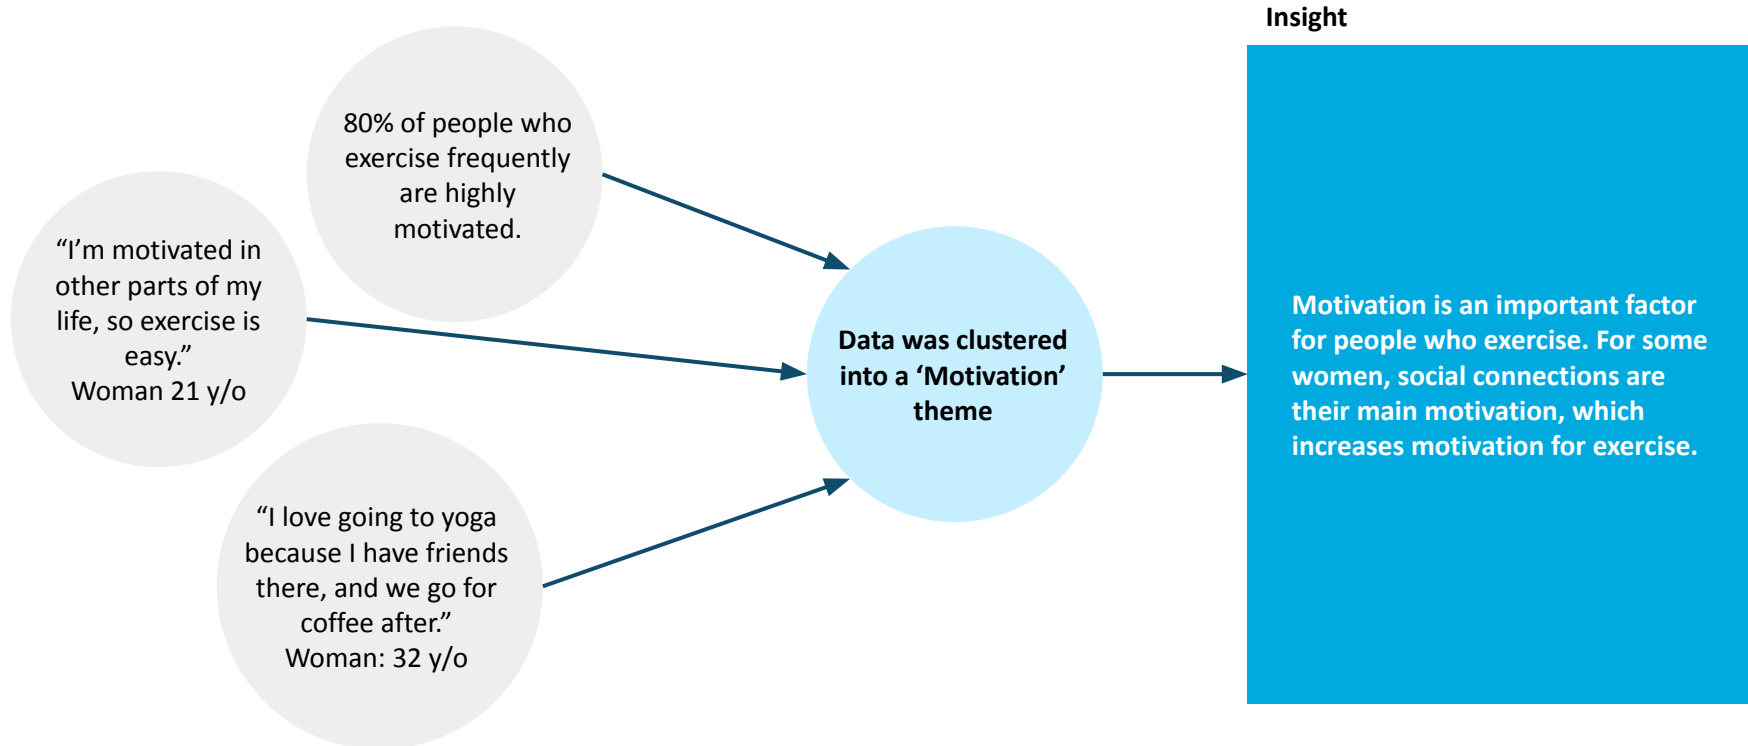 Insight
80% of people who
exercise frequently
are highly
motivated.
“I’m motivated in
other parts of my
life, so exercise is
easy.”
Woman 21 y/o
“I love going to yoga
because I have friends
there, and we go for
coffee after.”
Woman: 32 y/o
Data was clustered
into a ‘Motivation’
theme
Motivation is an important factor
for people who exercise. For some
women, social connections are
their main motivation, which
increases motivation for exercise.